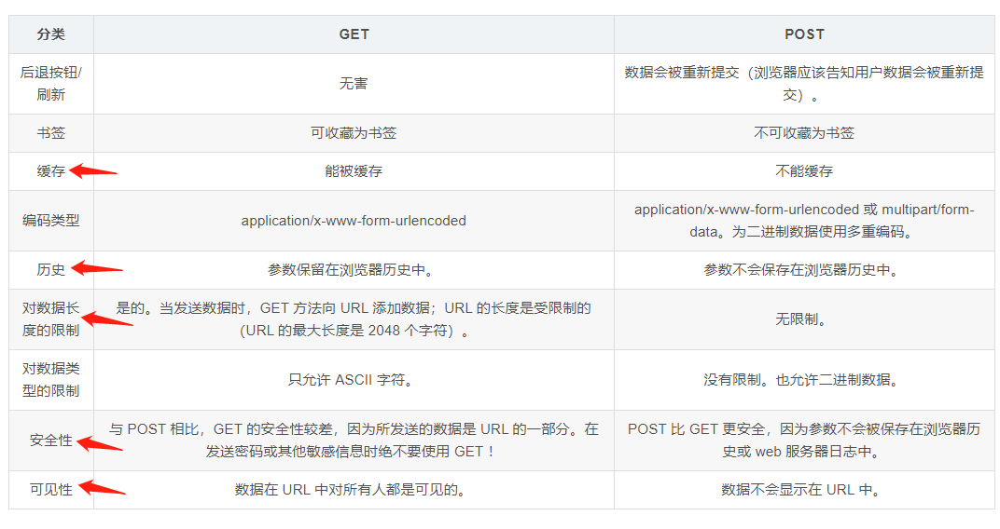 分类 GET POST
后退按钮/
刷新
无害
数据会被重新提交（浏览器应该告知用户数据会被重新提
交）。
书签 可收藏为书签 不可收藏为书签
缓存 能被缓存 不能缓存
编码类型 application/x-www-form-urlencoded
application/x-www-form-urlencoded 或 multipart/form-
data。为二进制数据使用多重编码。
历史 参数保留在浏览器历史中。 参数不会保存在浏览器历史中。
对数据长
度的限制
是的。当发送数据时，GET 方法向 URL 添加数据；URL 的长度是受限制的
（URL 的最大长度是 2048 个字符）。
无限制。
对数据类
型的限制
只允许 ASCII 字符。
没有限制。也允许二进制数据。
安全性
与 POST 相比，GET 的安全性较差，因为所发送的数据是 URL 的一部分。在
发送密码或其他敏感信息时绝不要使用 GET ！
POST 比 GET 更安全，因为参数不会被保存在浏览器历
史或 web 服务器日志中。
可见性 数据在 URL 中对所有人都是可见的。 数据不会显示在 URL 中。